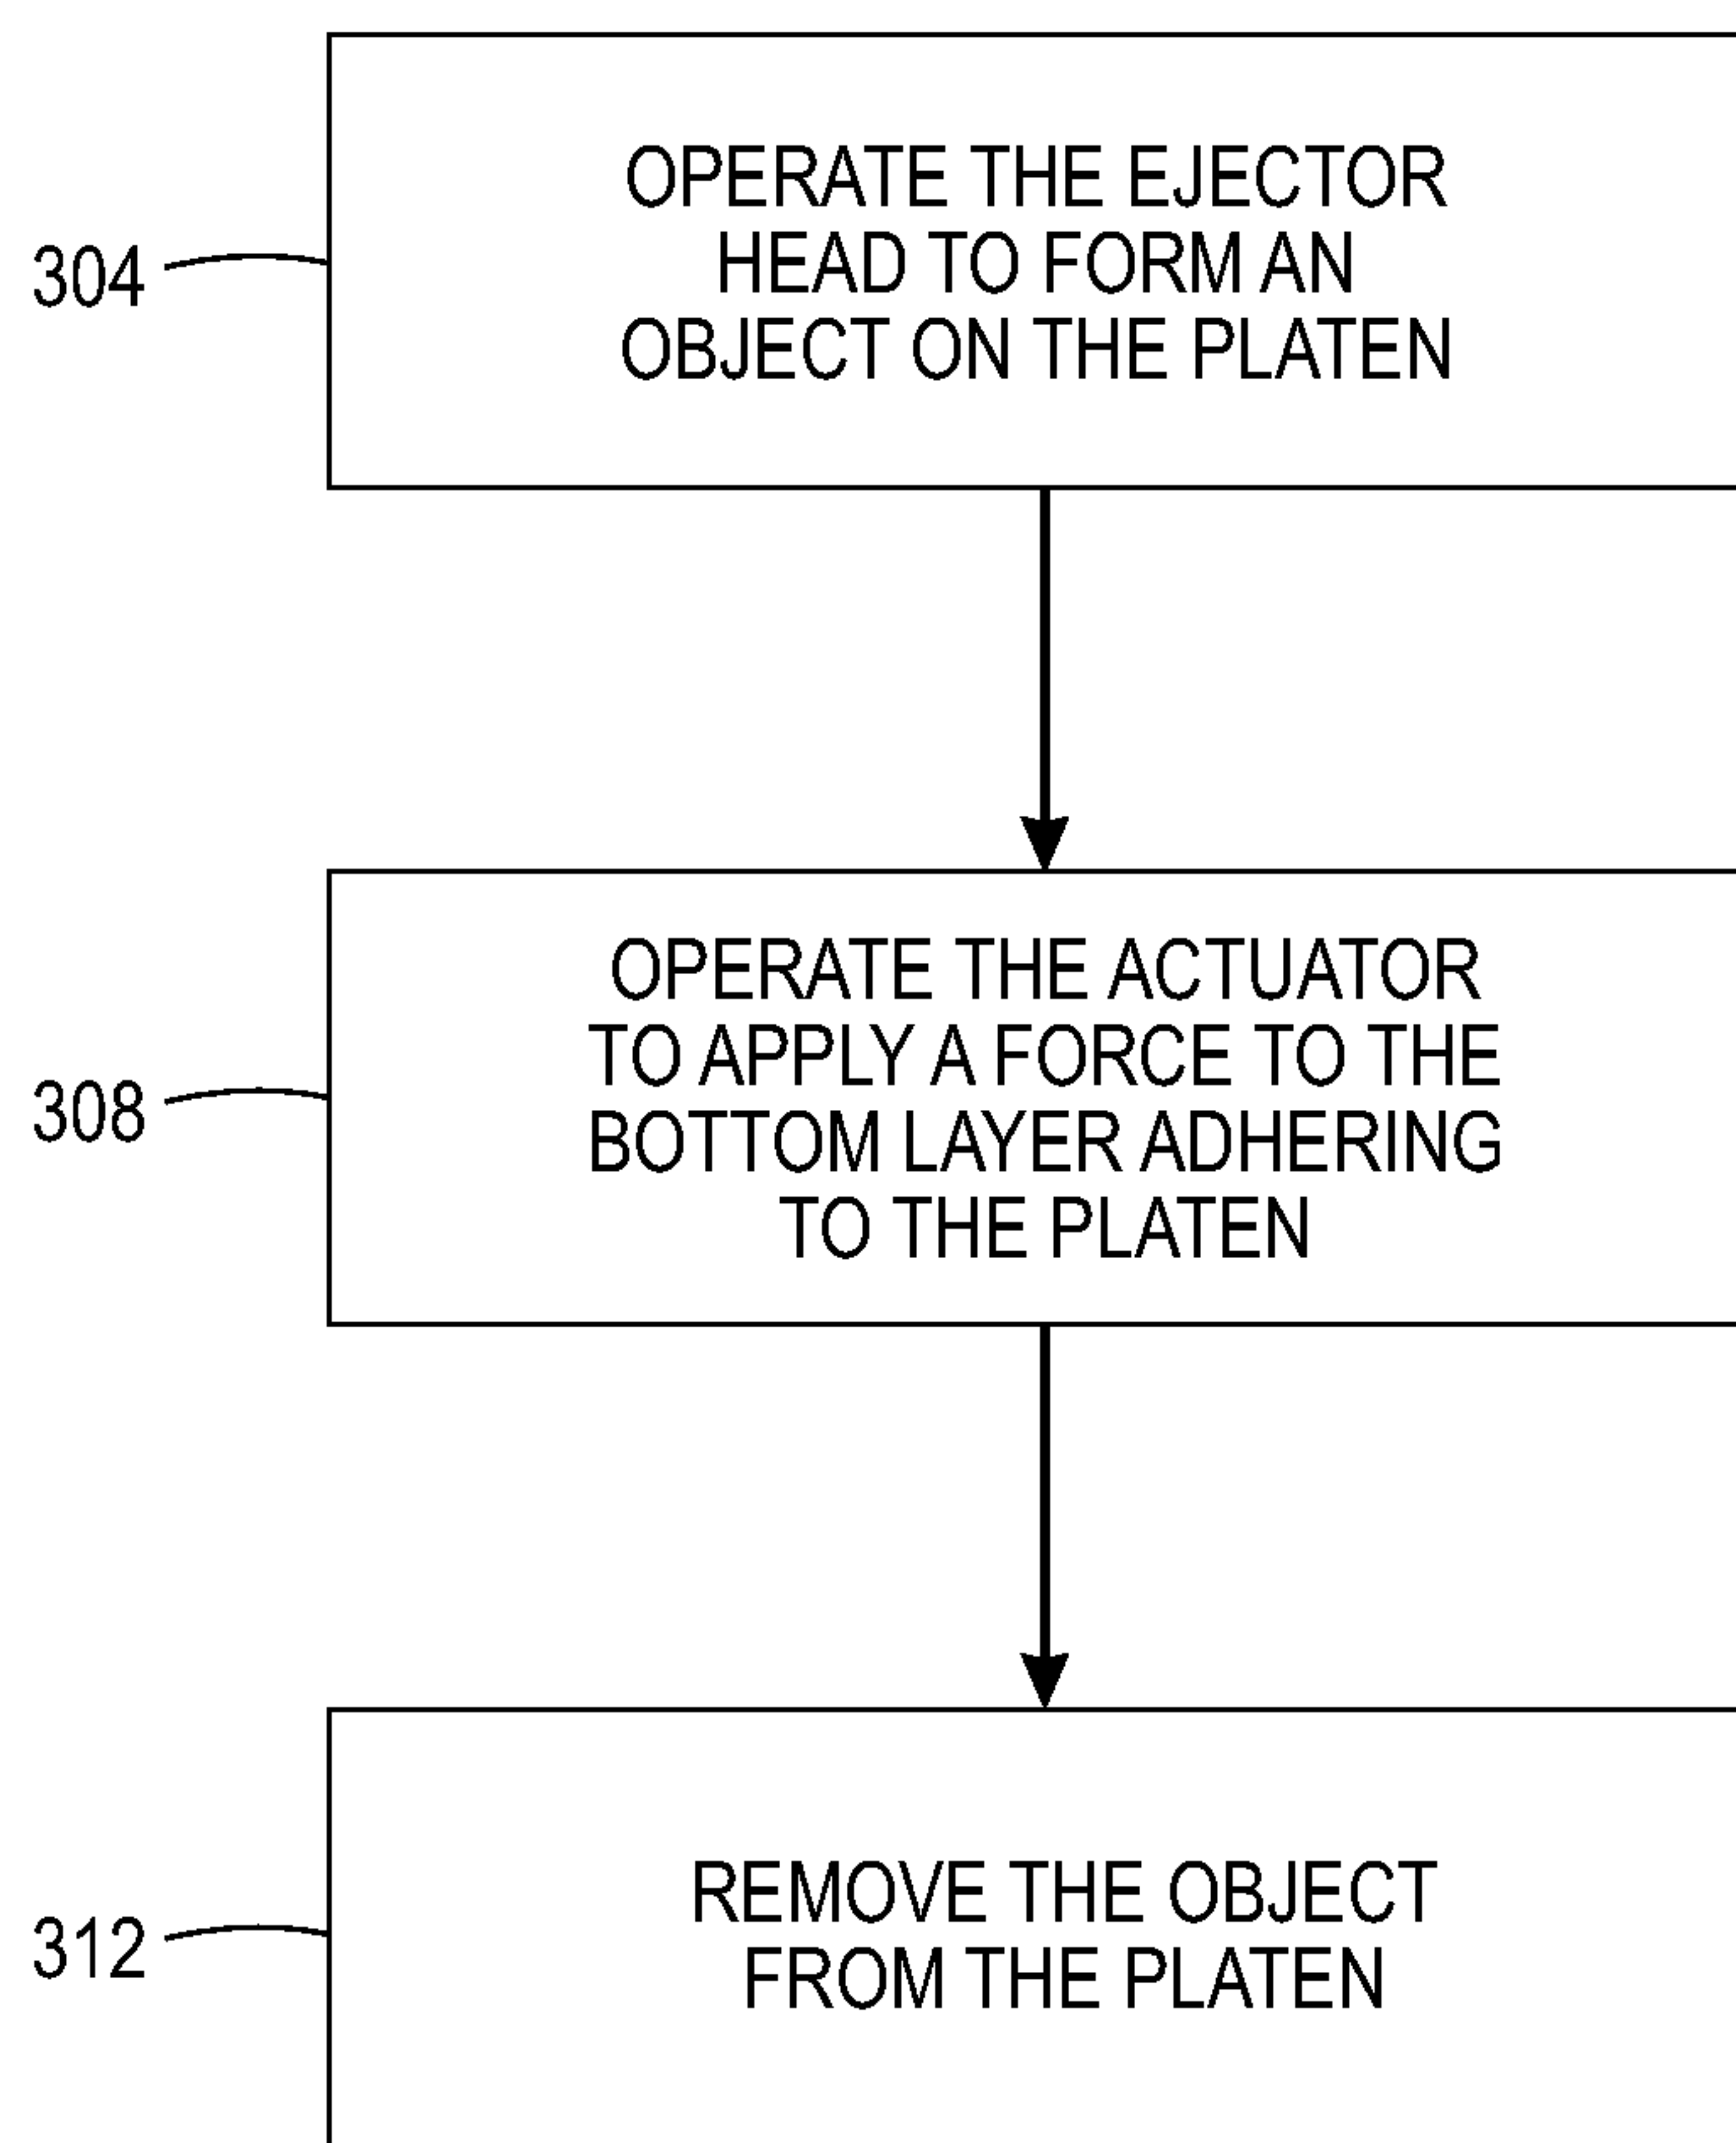 304
OPERATE THE EJECTOR
HEAD TO FORM AN
OBJECT ON THE PLATEN
308
OPERATE THE ACTUATOR
TO APPLY A FORCE TO THE
BOTTOM LAYER ADHERING
TO THE PLATEN
312
REMOVE THE OBJECT
FROM THE PLATEN